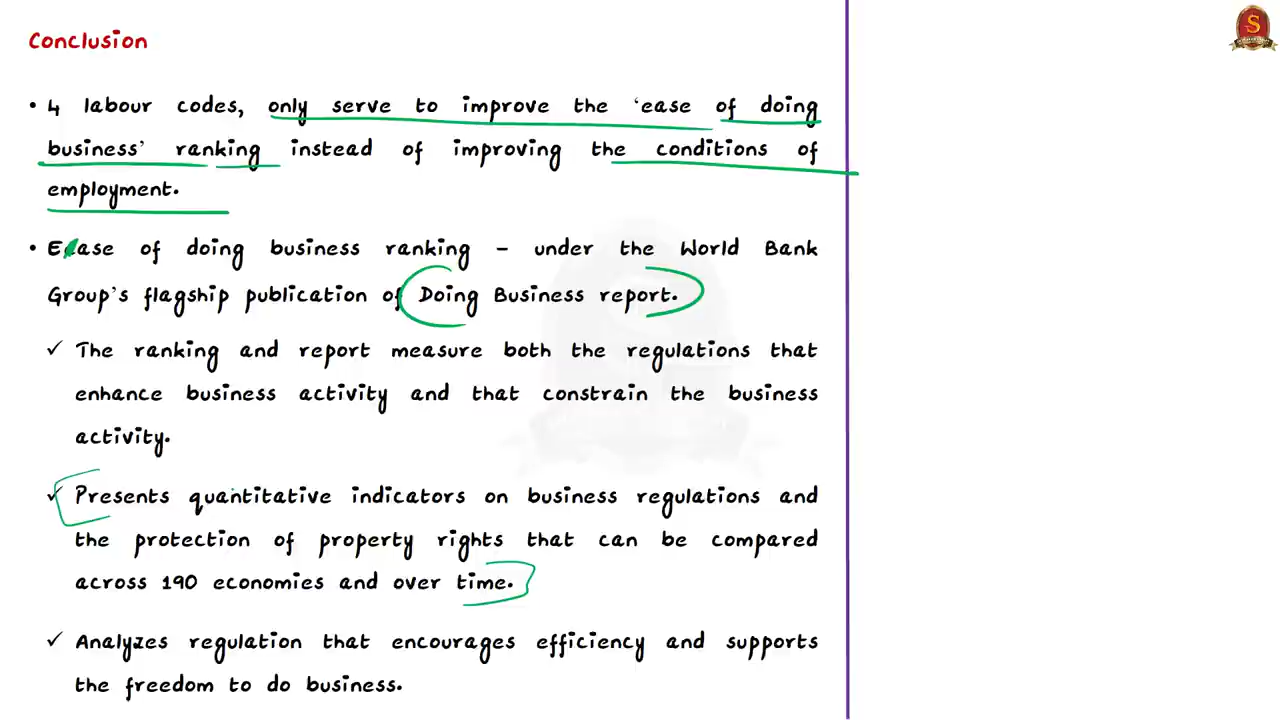 Conclusion
• 4 labour codes, only serve to improve the ‘ease of doing
business’ ranking instead of improving the conditions of
employment.
• Ease of doing business ranking – under the World Bank
Group's flagship publication of Doing Business report.
✓ The ranking and report measure both the regulations that
enhance business activity and that constrain the business
activity.
✓ Presents quantitative indicators on business regulations and
the protection of property rights that can be compared
across 190 economies and over time.
✓ Analyzes regulation that encourages efficiency and supports
the freedom to do business.
S